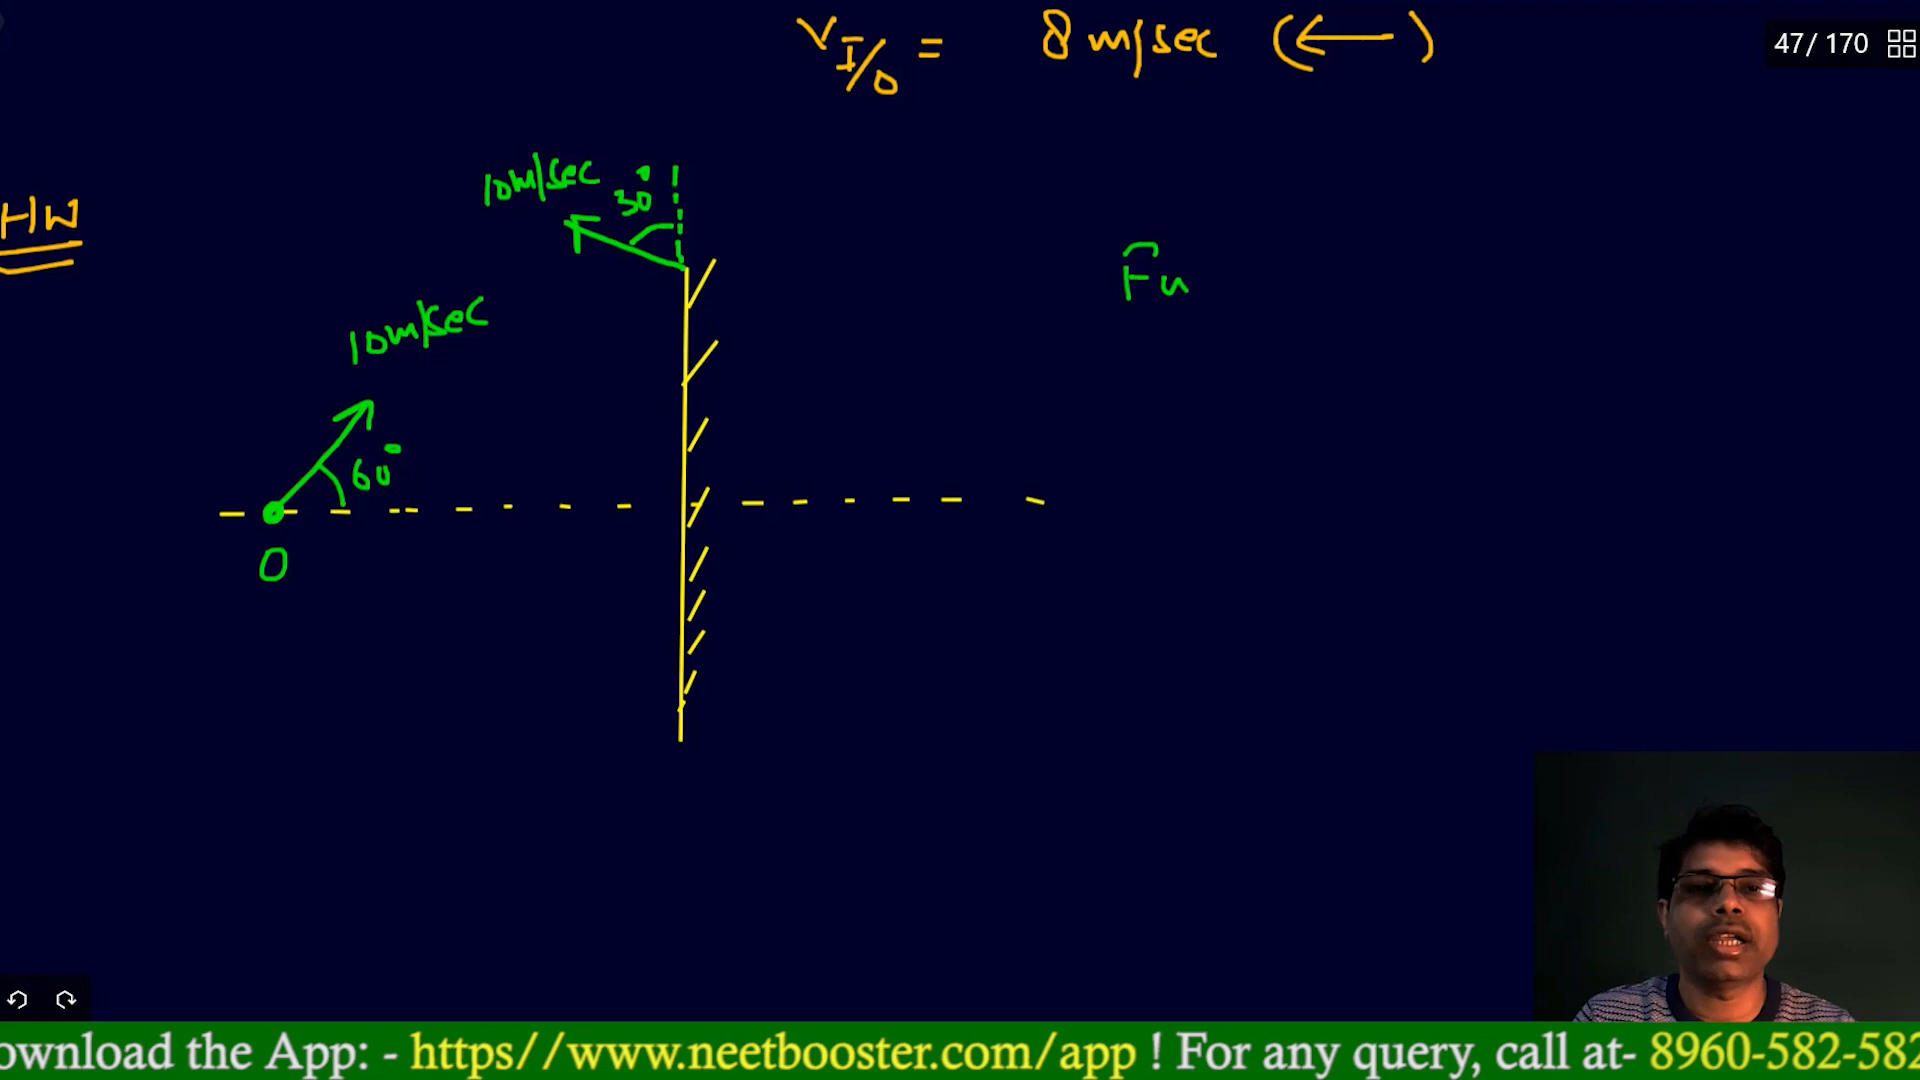 V I/O = 8 m/sec (←)
47/ 170
10m/sec 30°
HW
Fu
10m/sec
60°
O
ownload the App: - https//www.neetbooster.com/app ! For any query, call at- 8960-582-582